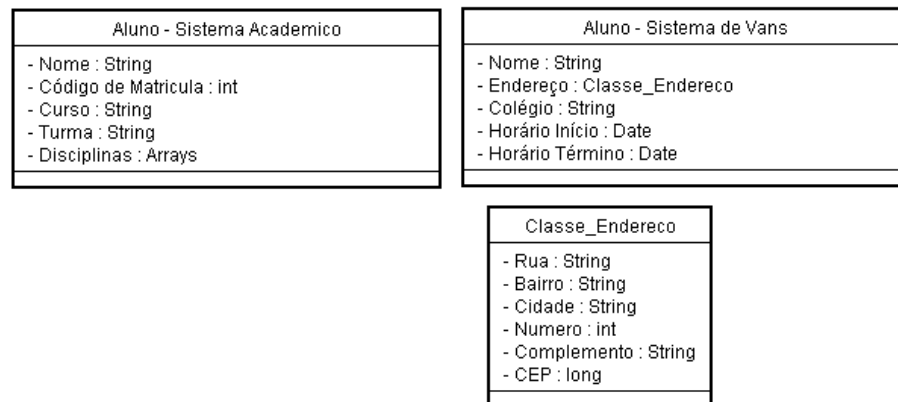 Aluno - Sistema Academico
- Nome : String
- Código de Matricula : int
- Curso : String
- Turma : String
- Disciplinas : Arrays
Aluno - Sistema de Vans
- Nome : String
- Endereço : Classe_Endereco
- Colégio : String
- Horário Início : Date
- Horário Término : Date
Classe_Endereco
- Rua : String
- Bairro : String
- Cidade : String
- Numero : int
- Complemento : String
- CEP : long